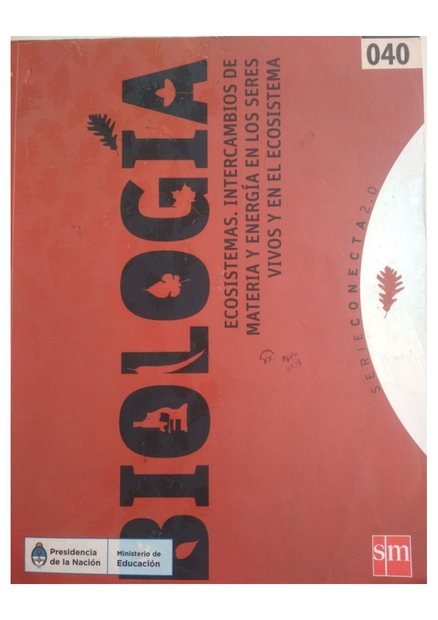 040
BIOLOGÍA
ECOSISTEMAS. INTERCAMBIOS DE
MATERIA Y ENERGÍA EN LOS SERES
VIVOS Y EN EL ECOSISTEMA
SERIECONECTA2.0
Presidencia
de la Nación
Ministerio de
Educación
sm